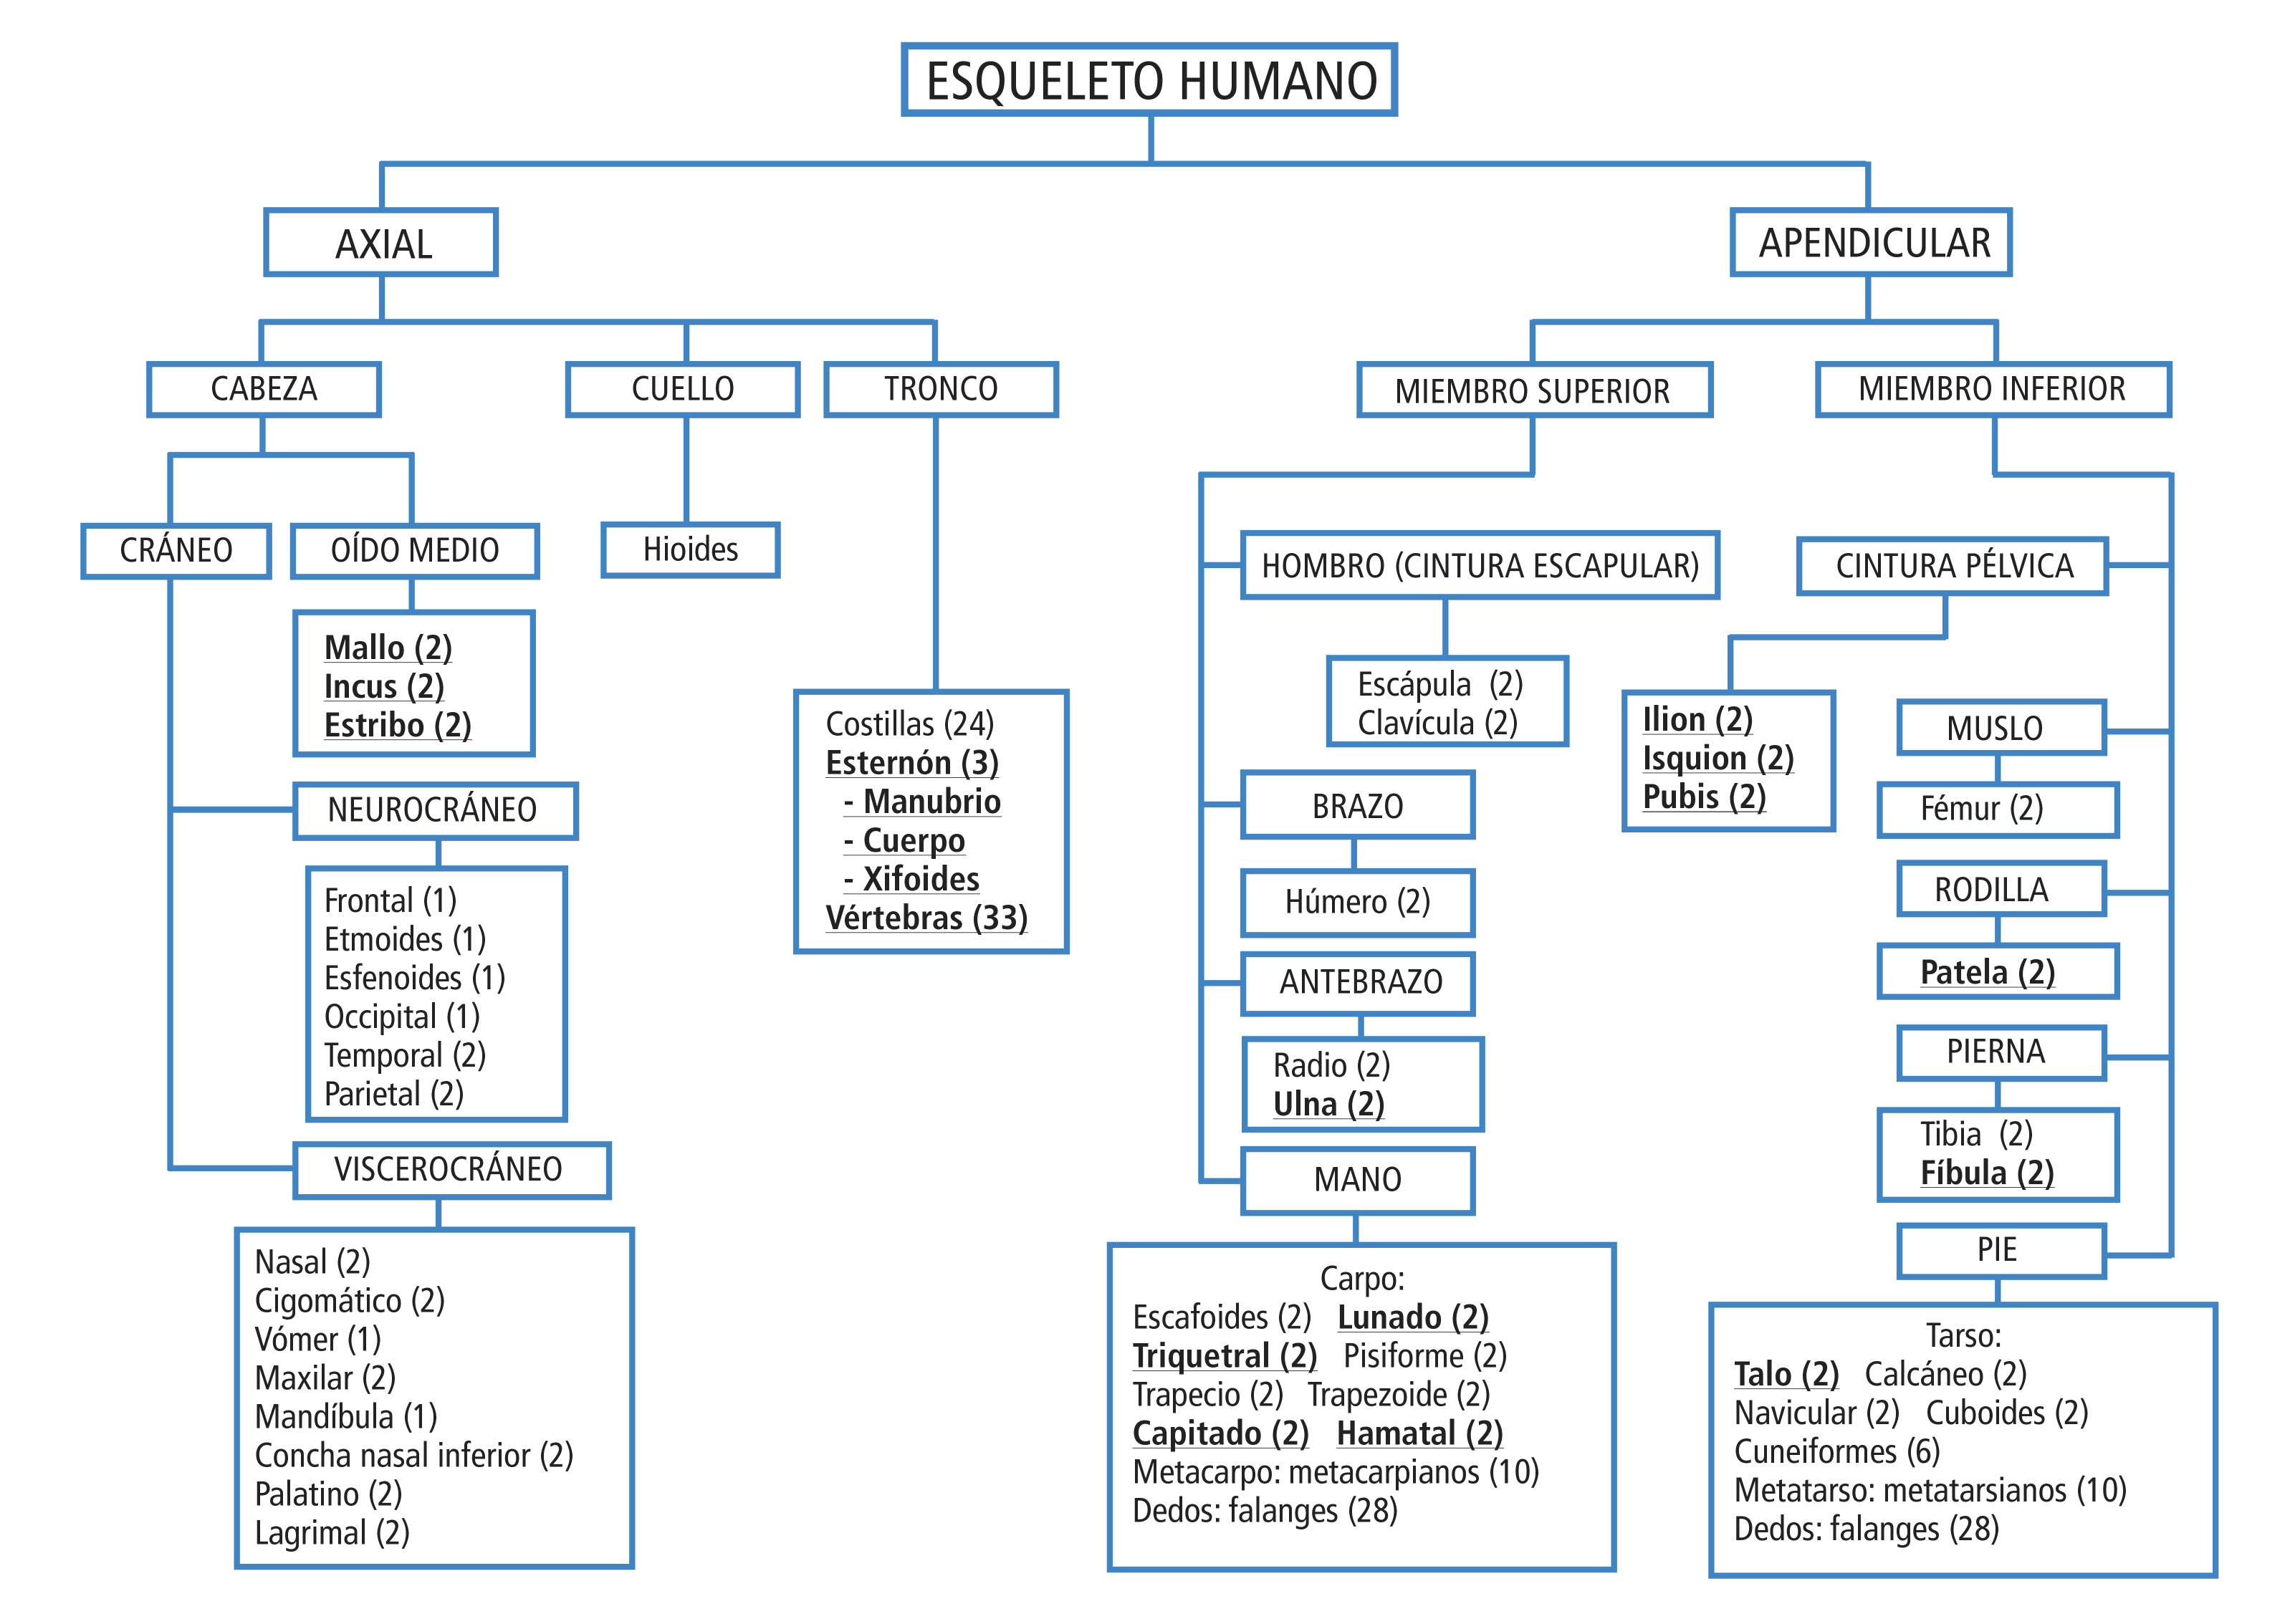 ESQUELETO HUMANO
AXIAL
APENDICULAR
CABEZA
CUELLO
TRONCO
MIEMBRO SUPERIOR
MIEMBRO INFERIOR
CRÁNEO
OÍDO MEDIO
Hioides
Mallo (2)
Incus (2)
Estribo (2)
NEUROCRÁNEO
Frontal (1)
Etmoides (1)
Esfenoides (1)
Occipital (1)
Temporal (2)
Parietal (2)
VISCEROCRÁNEO
Nasal (2)
Cigomático (2)
Vómer (1)
Maxilar (2)
Mandíbula (1)
Concha nasal inferior (2)
Palatino (2)
Lagrimal (2)
Costillas (24)
Esternón (3)
- Manubrio
- Cuerpo
- Xifoides
Vértebras (33)
HOMBRO (CINTURA ESCAPULAR)
Escápula (2)
Clavícula (2)
BRAZO
Húmero (2)
ANTEBRAZO
Radio (2)
Ulna (2)
MANO
Carpo:
Escafoides (2) Lunado (2)
Triquetral (2) Pisiforme (2)
Trapecio (2) Trapezoide (2)
Capitado (2) Hamatal (2)
Metacarpo: metacarpianos (10)
Dedos: falanges (28)
CINTURA PÉLVICA
Ilion (2)
Isquion (2)
Pubis (2)
MUSLO
Fémur (2)
RODILLA
Patela (2)
PIERNA
Tibia (2)
Fíbula (2)
PIE
Tarso:
Talo (2) Calcáneo (2)
Navicular (2) Cuboides (2)
Cuneiformes (6)
Metatarso: metatarsianos (10)
Dedos: falanges (28)